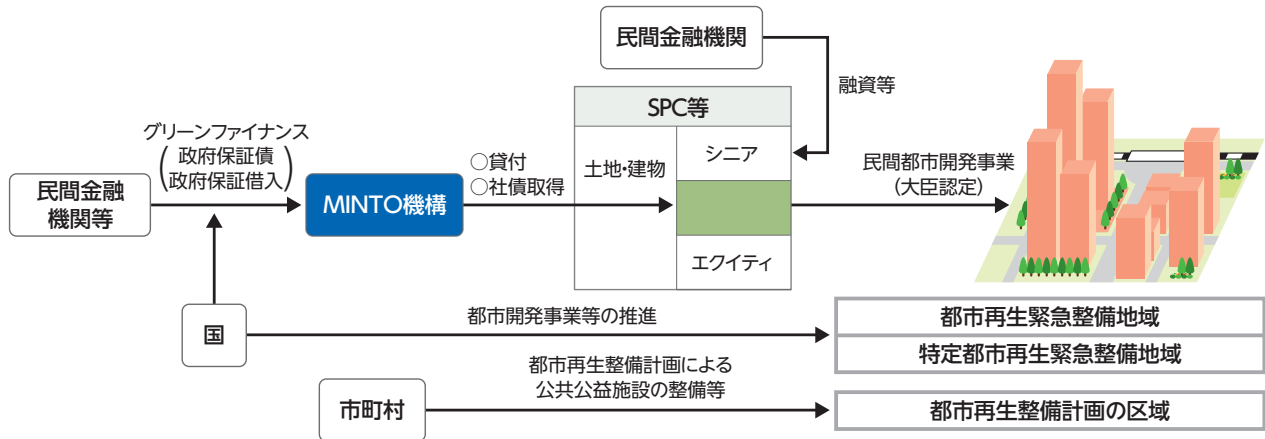 民間金融機関
融資等
SPC等
グリーンファイナンス
政府保証債
政府保証借入
○貸付
○社債取得
土地・建物
シニア
民間都市開発事業
(大臣認定)
民間金融
機関等
MINTO機構
エクイティ
国
都市開発事業等の推進
都市再生緊急整備地域
特定都市再生緊急整備地域
都市再生整備計画による
公共公益施設の整備等
市町村
都市再生整備計画の区域